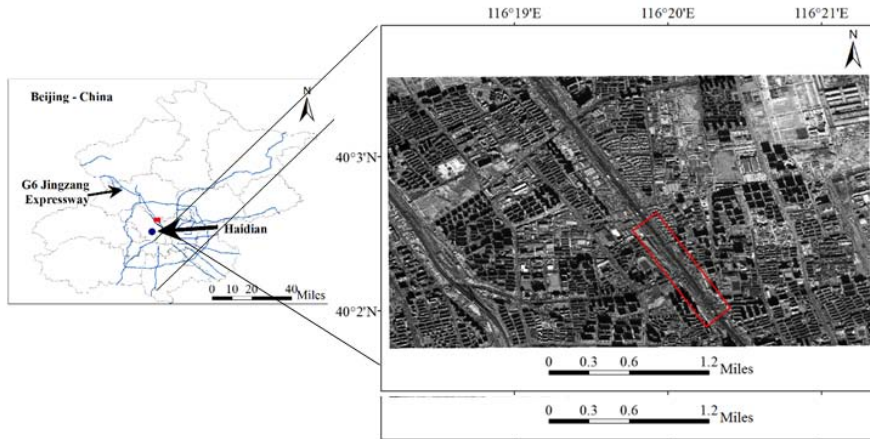 116°19'E
116°20'E
116°21'E
N
Beijing - China
N
40°3'N
G6 Jingzang
Expressway
Haidian
0 10 20 40
Miles
40°2'N
0 0.3 0.6 1.2
Miles
0 0.3 0.6 1.2
Miles